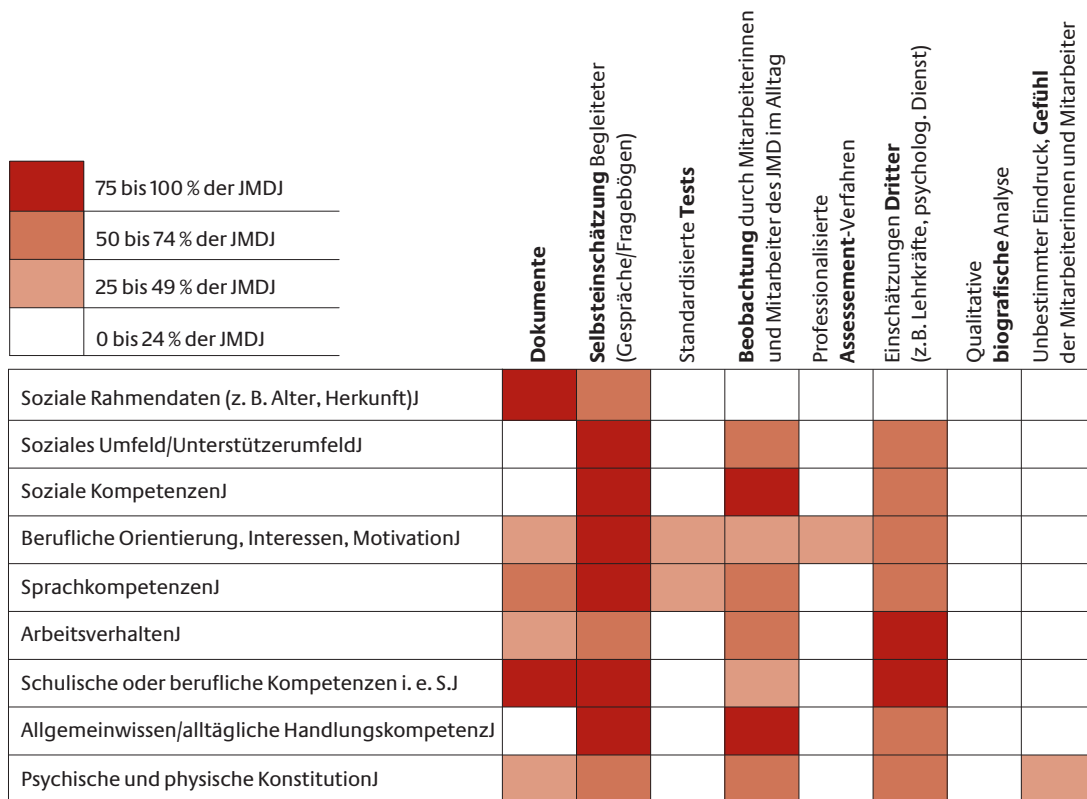 75 bis 100 % der JMDJ
50 bis 74 % der JMDJ
25 bis 49 % der JMDJ
0 bis 24 % der JMDJ
Dokumente
Selbsteinschätzung Begleiteter
(Gespräche/Fragebögen)
Standardisierte Tests
Beobachtung durch Mitarbeiterinnen
und Mitarbeiter des JMD im Alltag
Professionalisierte
Assessement-Verfahren
Einschätzungen Dritter
(z.B. Lehrkräfte, psycholog. Dienst)
Qualitative
biografische Analyse
Unbestimmter Eindruck, Gefühl
der Mitarbeiterinnen und Mitarbeiter
Soziale Rahmendaten (z. B. Alter, Herkunft)J
Soziales Umfeld/UnterstützerumfeldJ
Soziale KompetenzenJ
Berufliche Orientierung, Interessen, MotivationJ
SprachkompetenzenJ
ArbeitsverhaltenJ
Schulische oder berufliche Kompetenzen i. e. S.J
Allgemeinwissen/alltägliche HandlungskompetenzJ
Psychische und physische KonstitutionJ